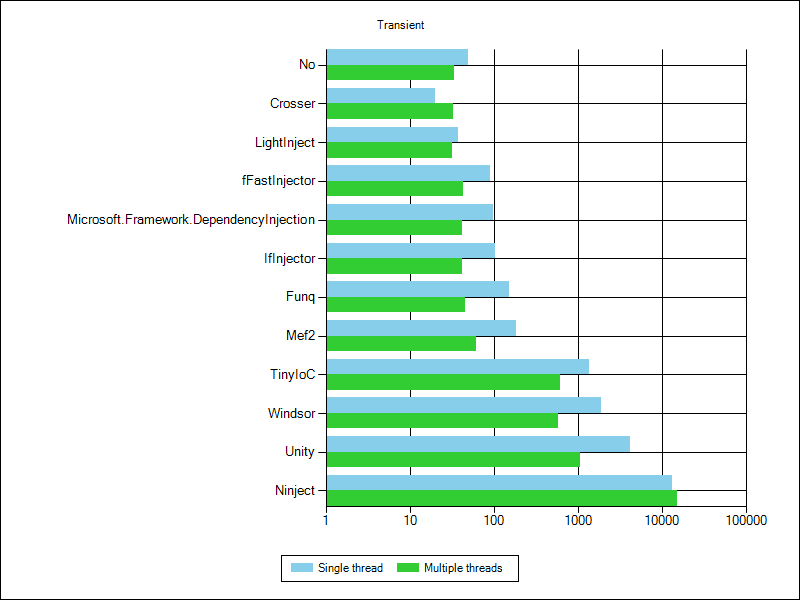 Transient
No
Crosser
LightInject
fFastInjector
Microsoft.Framework.DependencyInjection
IfInjector
Funq
Mef2
TinyIoC
Windsor
Unity
Ninject
1 10 100 1000 10000 100000
Single thread Multiple threads